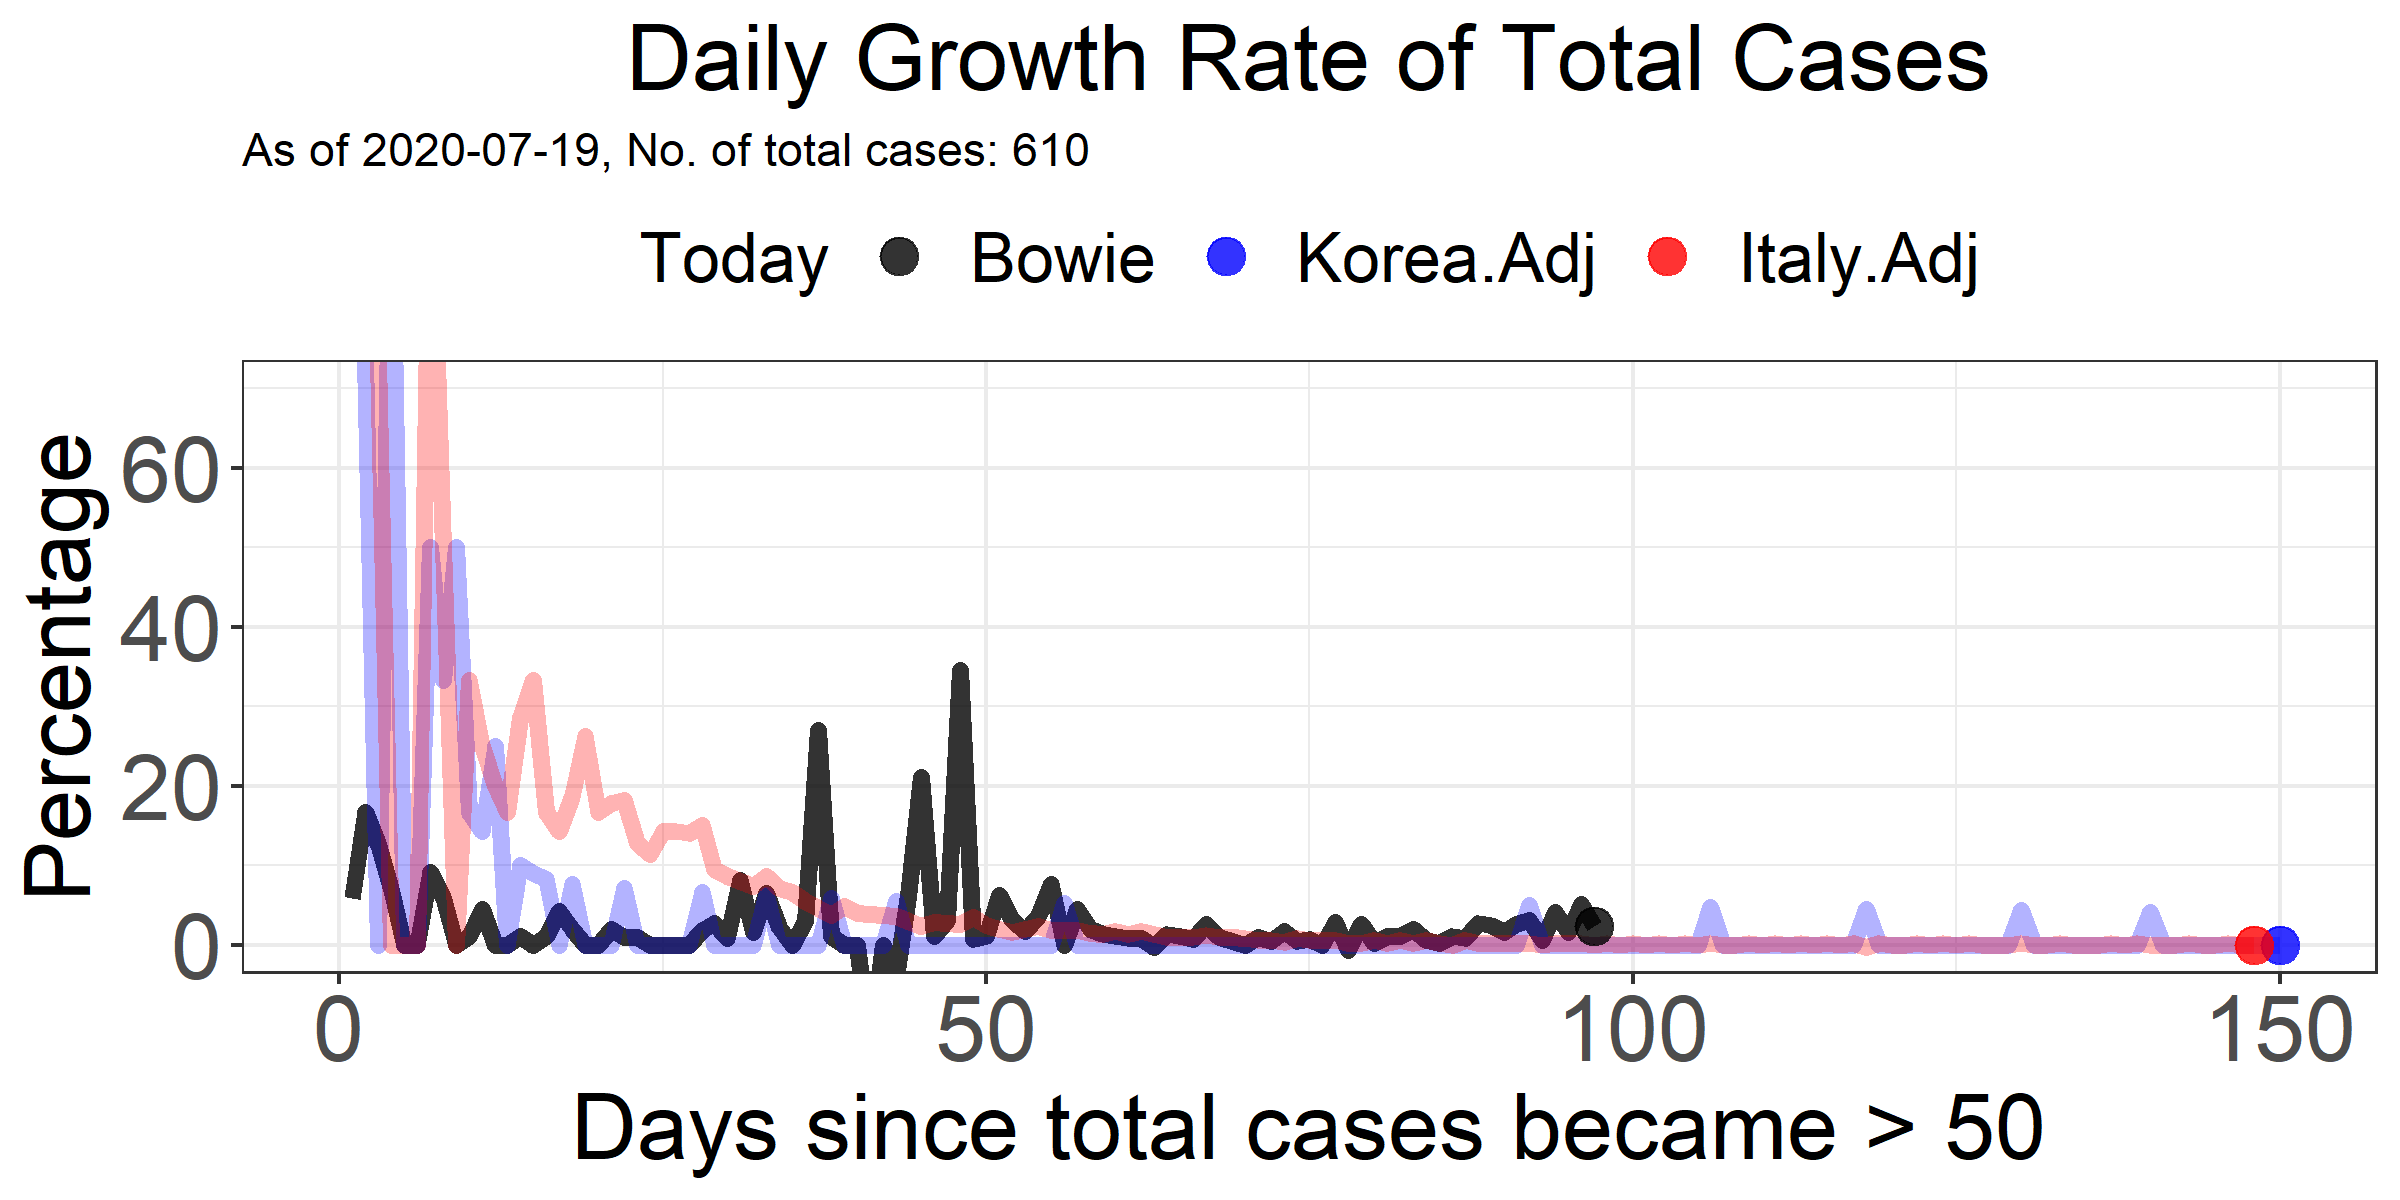 Daily Growth Rate of Total Cases
As of 2020-07-19, No. of total cases: 610
Today Bowie Korea.Adj Italy.Adj
Percentage
60
40
20
0
0 50 100 150
Days since total cases became > 50